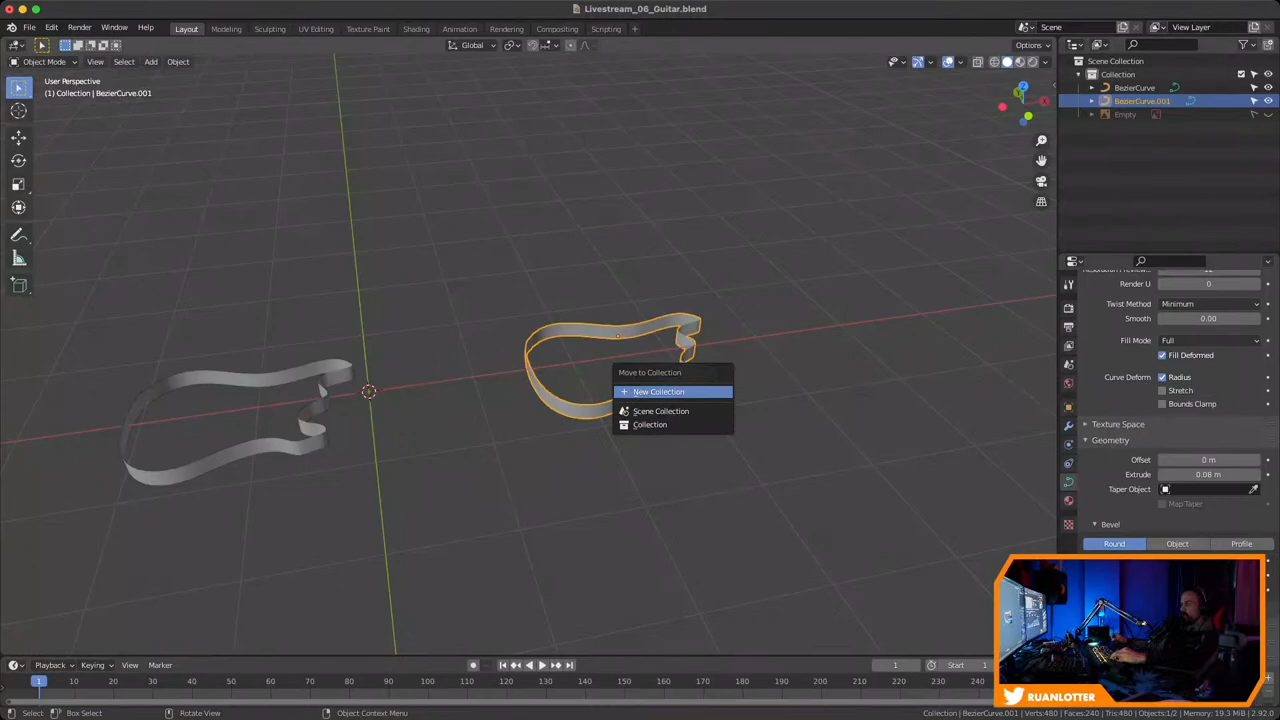 Livestream_06_Guitar.blend
File Edit Render Window Help Layout Modeling Sculpting UV Editing Texture Paint Shading Animation Rendering Compositing Scripting Scene View Layer
Global Options
Object Mode View Select Add Object
User Perspective
(1) Collection | BezierCurve.001
Scene Collection
Collection
BezierCurve
BezierCurve.001
Empty
Move to Collection
+ New Collection
Scene Collection
Collection
Render U 0
Twist Method Minimum
Smooth 0.00
Fill Mode Full
Fill Deformed
Curve Deform Radius
Stretch
Bounds Clamp
Texture Space
Geometry
Offset 0 m
Extrude 0.08 m
Taper Object
Map Taper
Bevel
Round Object Profile
RUANLOTTER
Playback Keying View Marker 1 Start 1
1 10 20 30 40 50 60 70 80 90 100 110 120 130 140 150 160 170 180 190 200 210 220 230 240
Select Box Select Rotate View Object Context Menu Collection | BezierCurve.001 | Verts:480 | Faces:240 | Tris:480 | Objects:1/2 | Memory: 19.3 MiB | 2.92.0